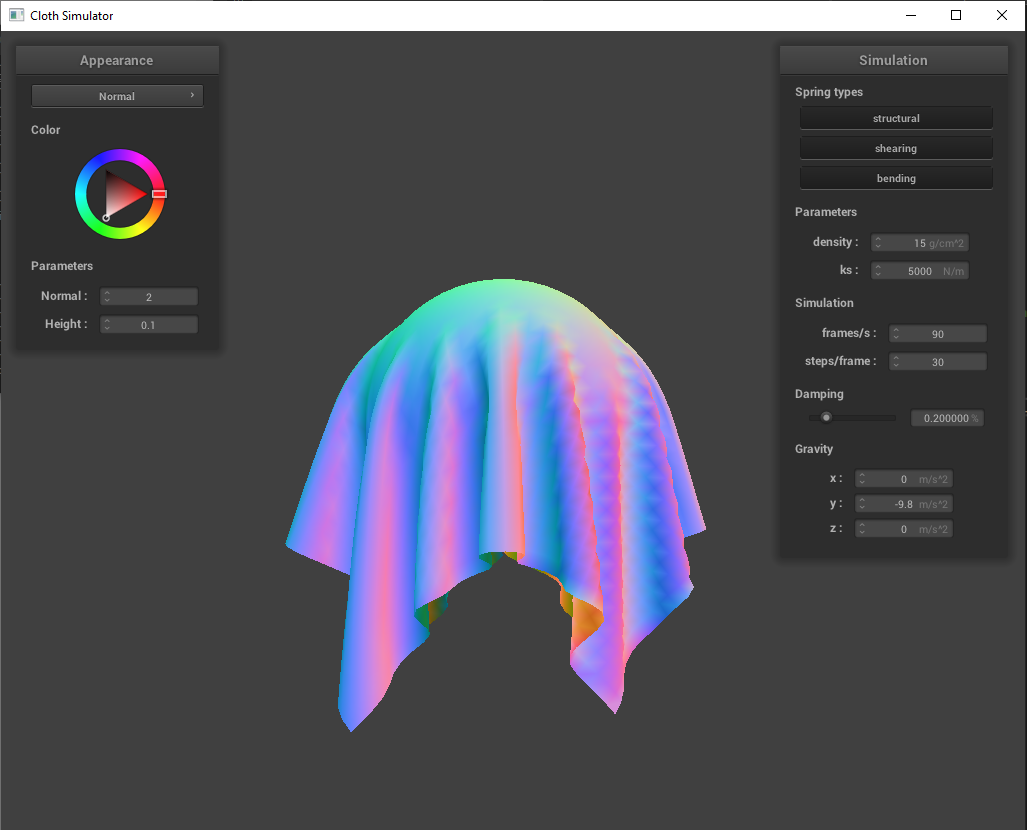 Cloth Simulator
Appearance
Normal
Color
Parameters
Normal : 2
Height : 0.1
Simulation
Spring types
structural
shearing
bending
Parameters
density : 15 g/cm^2
ks : 5000 N/m
Simulation
frames/s : 90
steps/frame : 30
Damping
0.200000 %
Gravity
x : 0 m/s^2
y : -9.8 m/s^2
z : 0 m/s^2